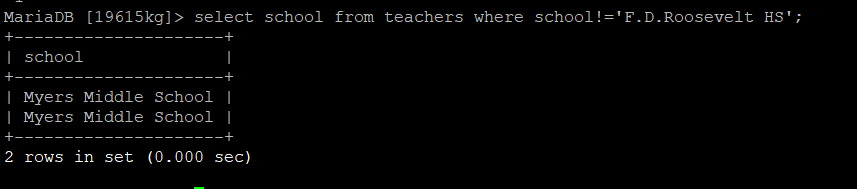 MariaDB [19615kg]> select school from teachers where school!='F.D.Roosevelt HS';
+---------------------+
| school              |
+---------------------+
| Myers Middle School |
| Myers Middle School |
+---------------------+
2 rows in set (0.000 sec)